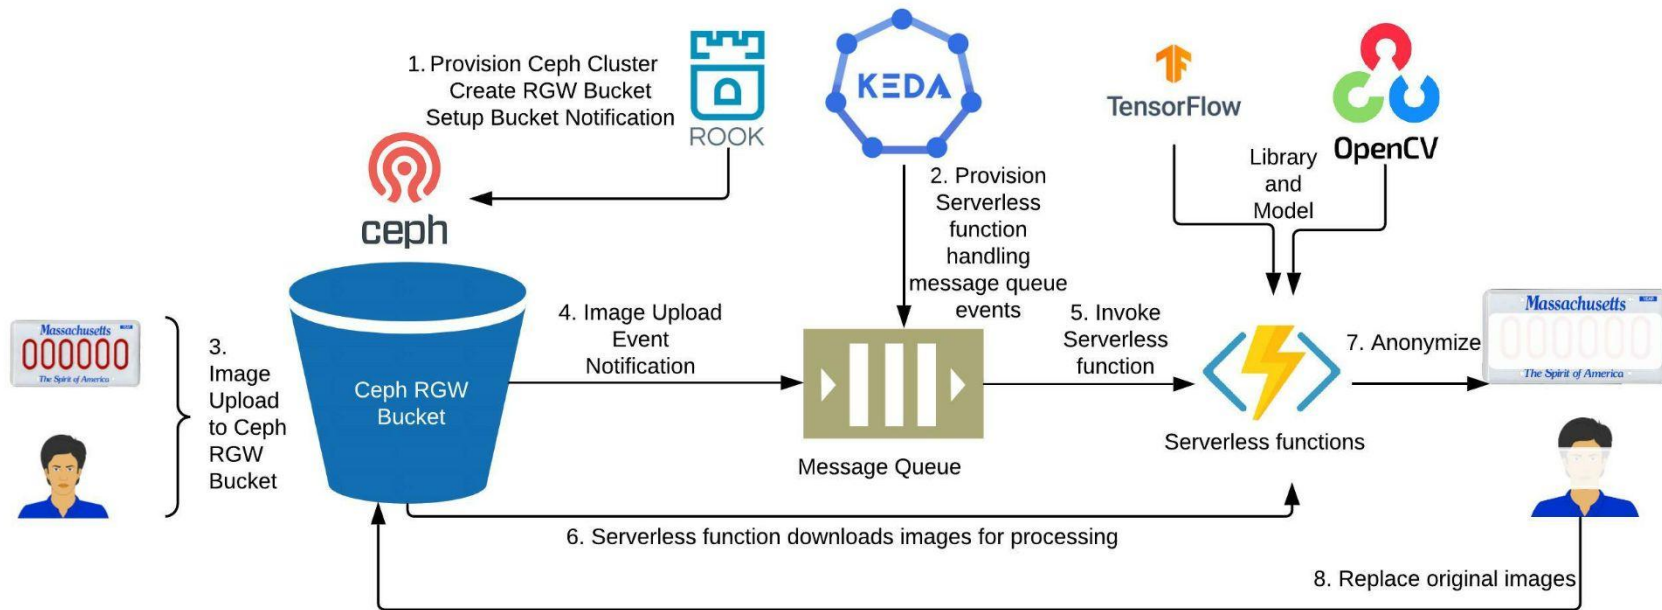 1. Provision Ceph Cluster
Create RGW Bucket
Setup Bucket Notification
ROOK
KEDA
TensorFlow
OpenCV
Library
and
Model
ceph
2. Provision
Serverless
function
handling
message queue
events
Massachusetts
000000
The Spirit of America
3.
Image
Upload
to Ceph
RGW
Bucket
Ceph RGW
Bucket
4. Image Upload
Event
Notification
Message Queue
5. Invoke
Serverless
function
Serverless functions
7. Anonymize
Massachusetts
000000
The Spirit of America
6. Serverless function downloads images for processing
8. Replace original images